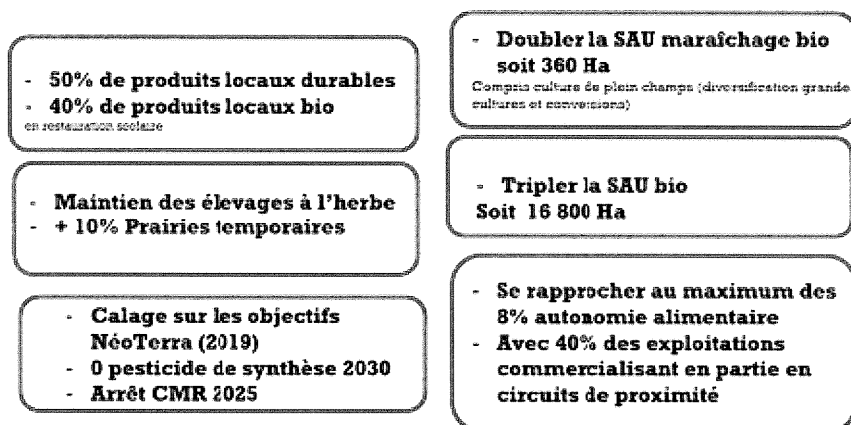 - 50% de produits locaux durables
- 40% de produits locaux bio
en restauration scolaire
- Maintien des élevages à l'herbe
- + 10% Prairies temporaires
- Calage sur les objectifs
NéoTerra (2019)
- 0 pesticide de synthèse 2030
- Arrêt CMR 2025
- Doubler la SAU maraîchage bio
soit 360 Ha
Compris culture de plein champs (diversification grande
cultures et conversions)
- Tripler la SAU bio
Soit 16 800 Ha
- Se rapprocher au maximum des
8% autonomie alimentaire
- Avec 40% des exploitations
commercialisant en partie en
circuits de proximité